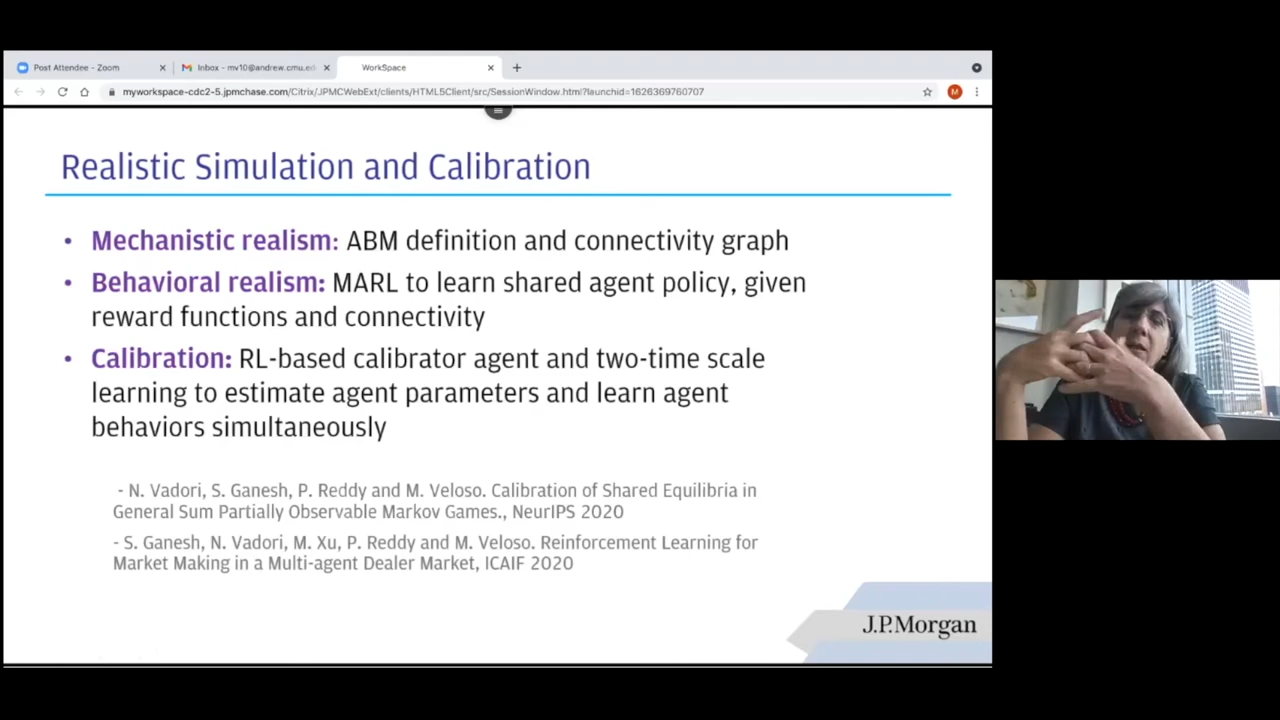 Post Attendee - Zoom
Inbox - mv10@andrew.cmu.ed
WorkSpace
myworkspace-cdc2-5.jpmchase.com/Citrix/JPMCWebExt/clients/HTML5Client/src/SessionWindow.html?launchid=1626369760707
M
Realistic Simulation and Calibration
• Mechanistic realism: ABM definition and connectivity graph
• Behavioral realism: MARL to learn shared agent policy, given
reward functions and connectivity
• Calibration: RL-based calibrator agent and two-time scale
learning to estimate agent parameters and learn agent
behaviors simultaneously
- N. Vadori, S. Ganesh, P. Reddy and M. Veloso. Calibration of Shared Equilibria in
General Sum Partially Observable Markov Games., NeurIPS 2020
- S. Ganesh, N. Vadori, M. Xu, P. Reddy and M. Veloso. Reinforcement Learning for
Market Making in a Multi-agent Dealer Market, ICAIF 2020
J.P.Morgan